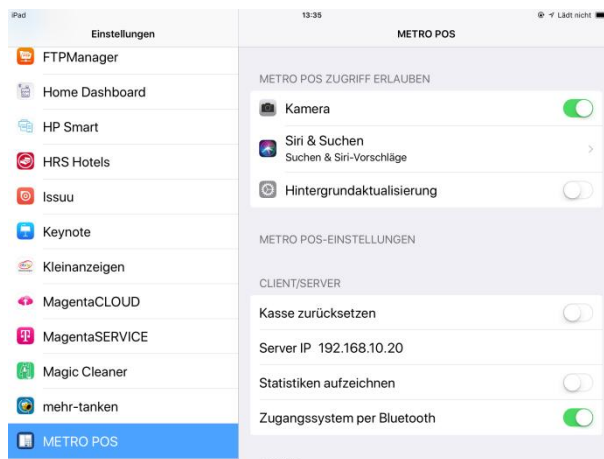 iPad
13:35
Lädt nicht
Einstellungen
METRO POS
FTPManager
Home Dashboard
HP Smart
HRS Hotels
Issuu
Keynote
Kleinanzeigen
MagentaCLOUD
MagentaSERVICE
Magic Cleaner
mehr-tanken
METRO POS
METRO POS ZUGRIFF ERLAUBEN
Kamera
Siri & Suchen
Suchen & Siri-Vorschläge
Hintergrundaktualisierung
METRO POS-EINSTELLUNGEN
CLIENT/SERVER
Kasse zurücksetzen
Server IP 192.168.10.20
Statistiken aufzeichnen
Zugangssystem per Bluetooth